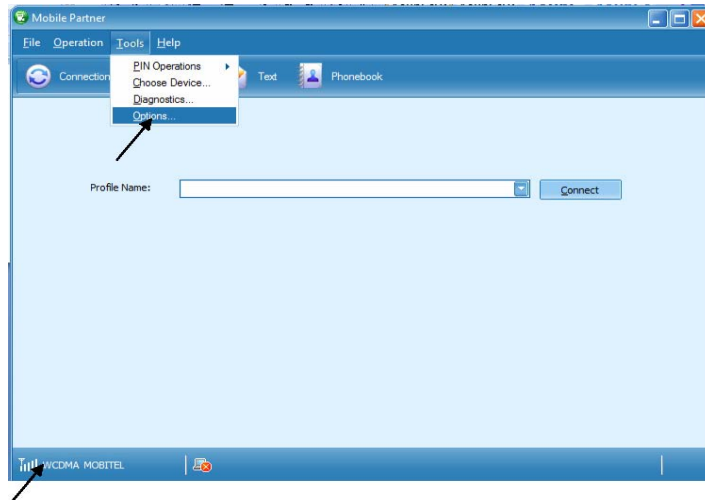 Mobile Partner
File Operation Tools Help
Connection Text Phonebook
PIN Operations
Choose Device...
Diagnostics...
Options...
Profile Name: Connect
WCDMA MOBITEL